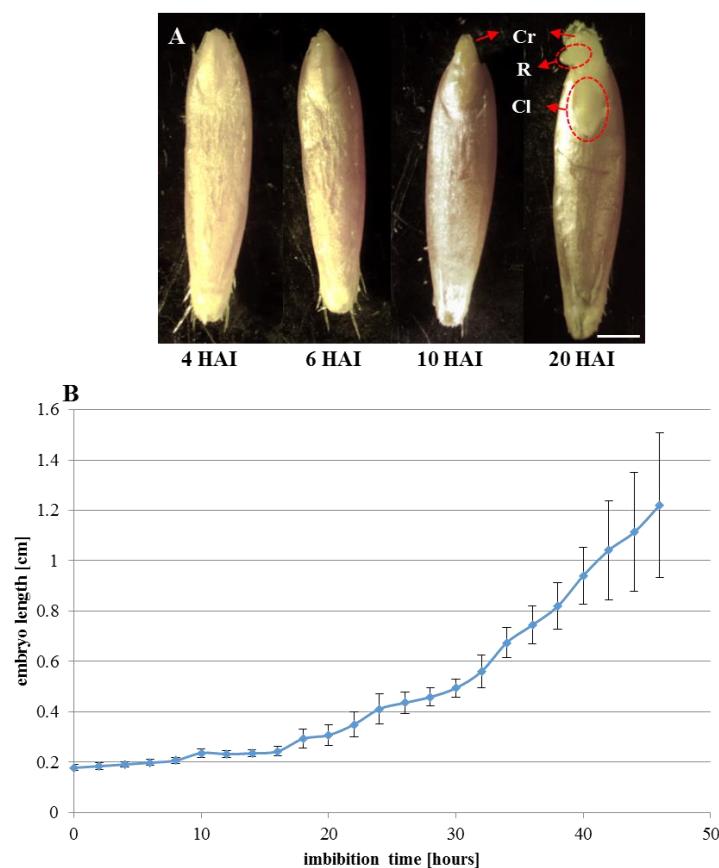 A
Cr
R
Cl
4 HAI 6 HAI 10 HAI 20 HAI
B
1.6
1.4
1.2
1
0.8
0.6
0.4
0.2
0
embryo length [cm]
0 10 20 30 40 50
imbibition time [hours]